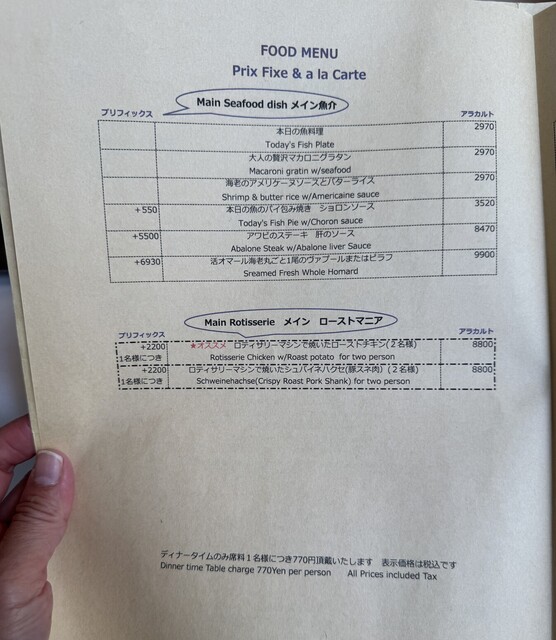 FOOD MENU
Prix Fixe & a la Carte
Main Seafood dish メイン魚介
プリフィックス アラカルト
本日の魚料理 2970
Today's Fish Plate
大人の贅沢マカロニグラタン 2970
Macaroni gratin w/seafood
海老のアメリケーヌソースとバターライス 2970
Shrimp & butter rice w/Americaine sauce
+550 本日の魚のパイ包み焼き ショロンソース 3520
Today's Fish Pie w/Choron sauce
+5500 アワビのステーキ 肝のソース 8470
Abalone Steak w/Abalone liver Sauce
+6930 活オマール海老丸ごと1尾のヴァプールまたはピラフ 9900
Sreamed Fresh Whole Homard
Main Rotisserie メイン ローストマニア
プリフィックス アラカルト
+2200 ★オススメ ロティサリーマシンで焼いたローストチキン(2名様) 8800
1名様につき Rotisserie Chicken w/Roast potato for two person
+2200 ロティサリーマシンで焼いたシュバイネハクセ(豚スネ肉)(2名様) 8800
1名様につき Schweinehachse(Crispy Roast Pork Shank) for two person
ディナータイムのみ席料1名様につき770円頂戴いたします 表示価格は税込です
Dinner time Table charge 770Yen per person All Prices included Tax